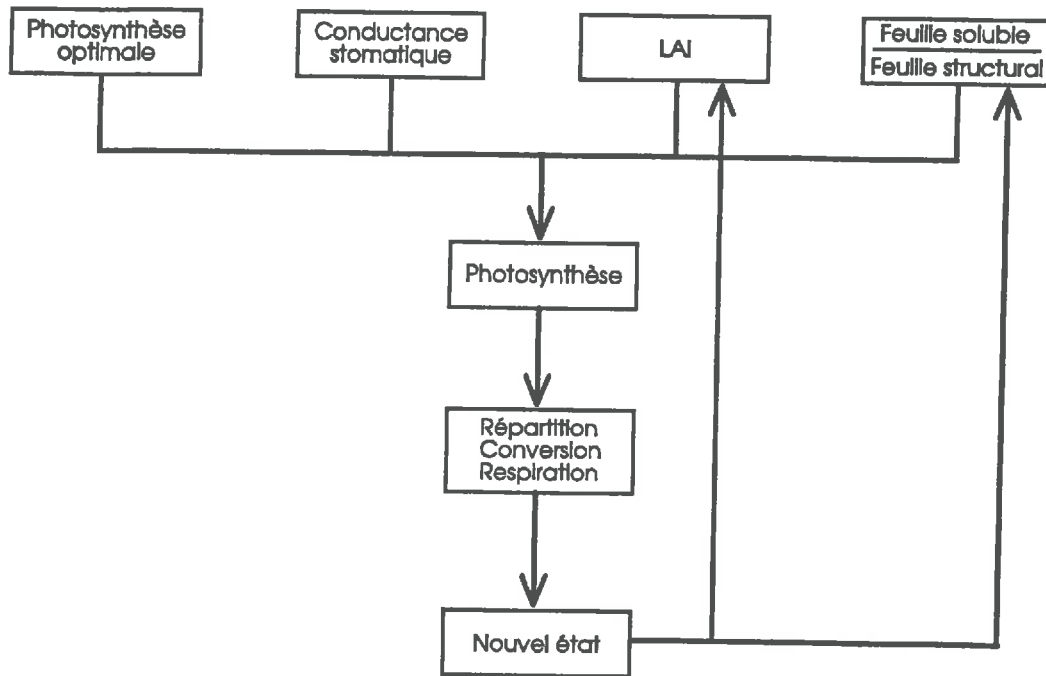 Photosynthèse
optimale
Conductance
stomatique
LAI
Feuille soluble
Feuille structural
Photosynthèse
Répartition
Conversion
Respiration
Nouvel état